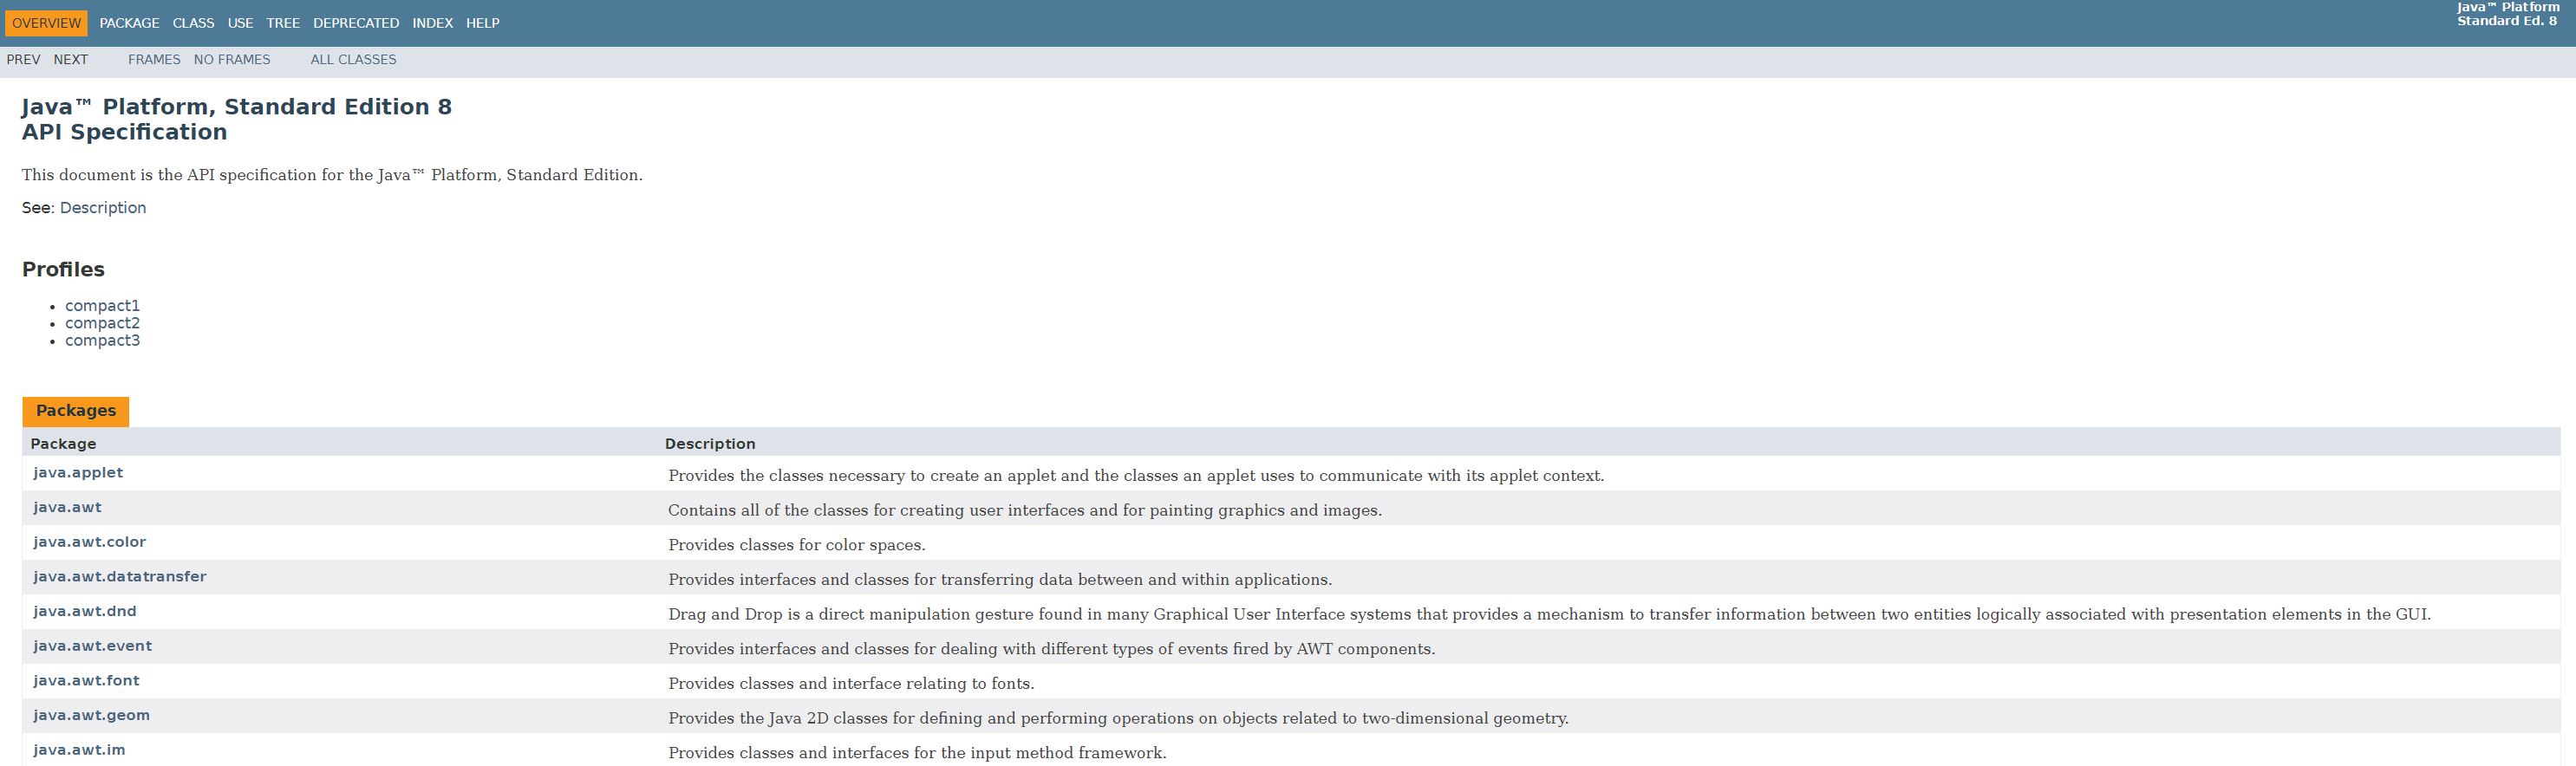 OVERVIEW PACKAGE CLASS USE TREE DEPRECATED INDEX HELP
Java™ Platform
Standard Ed. 8
PREV NEXT FRAMES NO FRAMES ALL CLASSES
Java™ Platform, Standard Edition 8
API Specification
This document is the API specification for the Java™ Platform, Standard Edition.
See: Description
Profiles
• compact1
• compact2
• compact3
Packages
Package Description
java.applet Provides the classes necessary to create an applet and the classes an applet uses to communicate with its applet context.
java.awt Contains all of the classes for creating user interfaces and for painting graphics and images.
java.awt.color Provides classes for color spaces.
java.awt.datatransfer Provides interfaces and classes for transferring data between and within applications.
java.awt.dnd Drag and Drop is a direct manipulation gesture found in many Graphical User Interface systems that provides a mechanism to transfer information between two entities logically associated with presentation elements in the GUI.
java.awt.event Provides interfaces and classes for dealing with different types of events fired by AWT components.
java.awt.font Provides classes and interface relating to fonts.
java.awt.geom Provides the Java 2D classes for defining and performing operations on objects related to two-dimensional geometry.
java.awt.im Provides classes and interfaces for the input method framework.